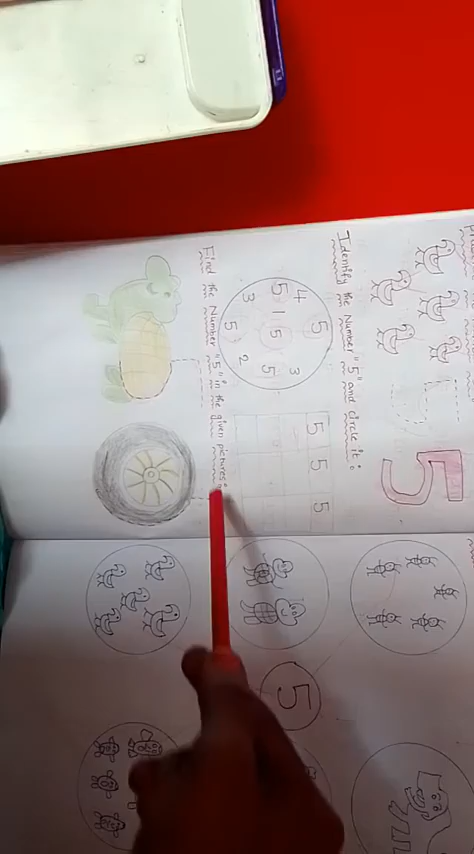 5
Identify the Number "5" and circle it:
5
4
3
5 1 5 5
3 5 2
5 5 5
Find the Number "5" in the given pictures:
5